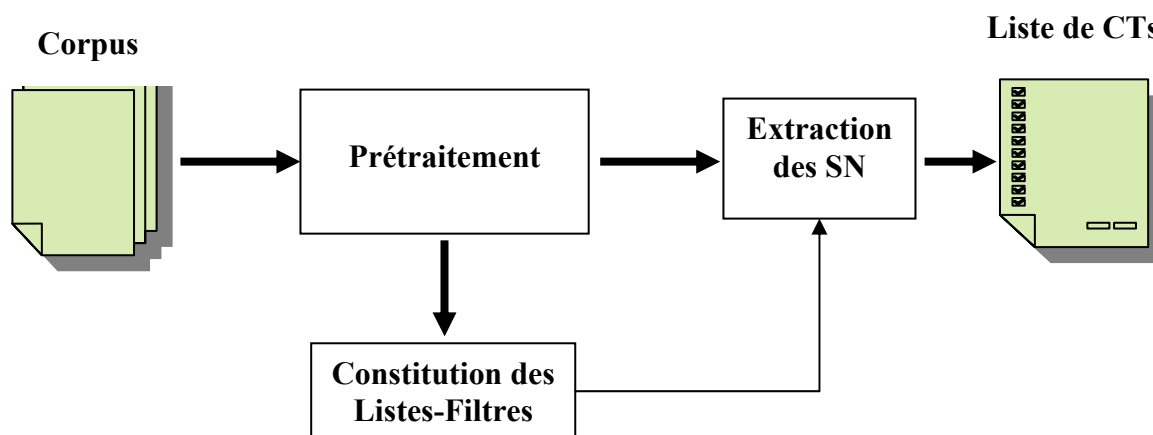 Corpus
Liste de CTs
Prétraitement
Extraction
des SN
Constitution des
Listes-Filtres